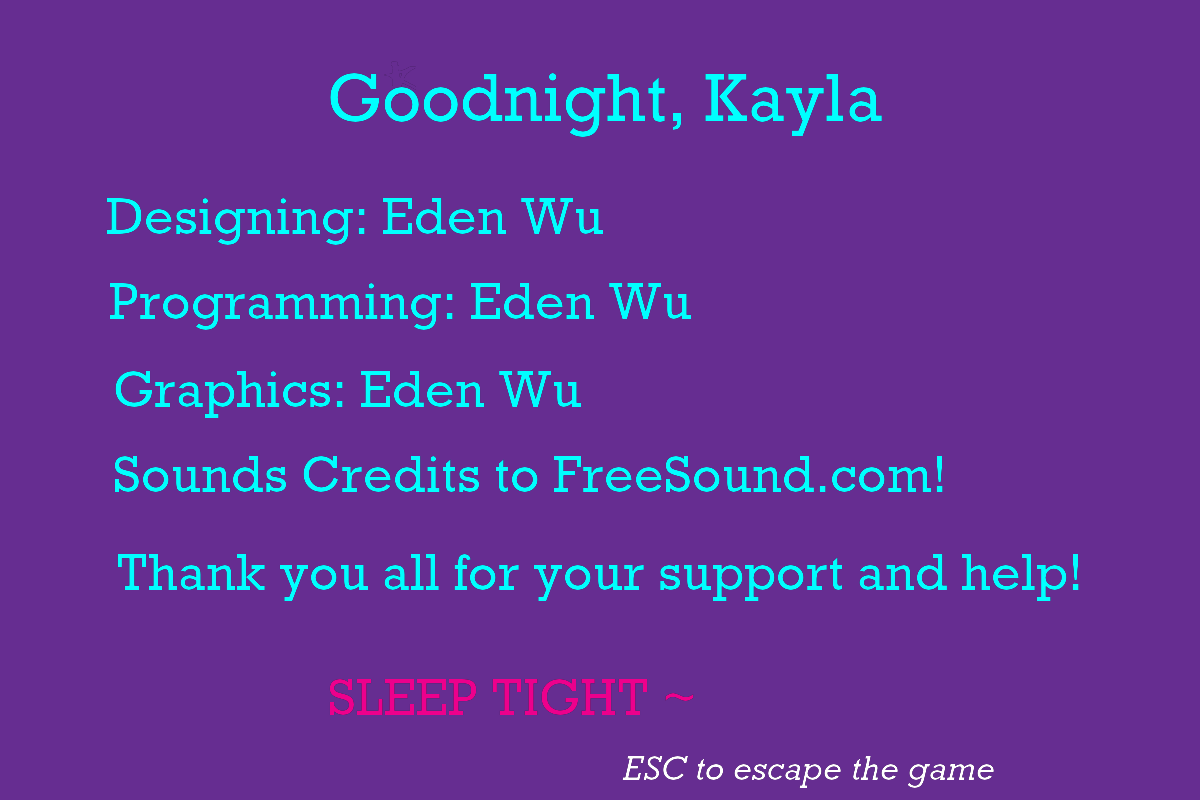 Goodnight, Kayla
Designing: Eden Wu
Programming: Eden Wu
Graphics: Eden Wu
Sounds Credits to FreeSound.com!
Thank you all for your support and help!
SLEEP TIGHT ~
ESC to escape the game